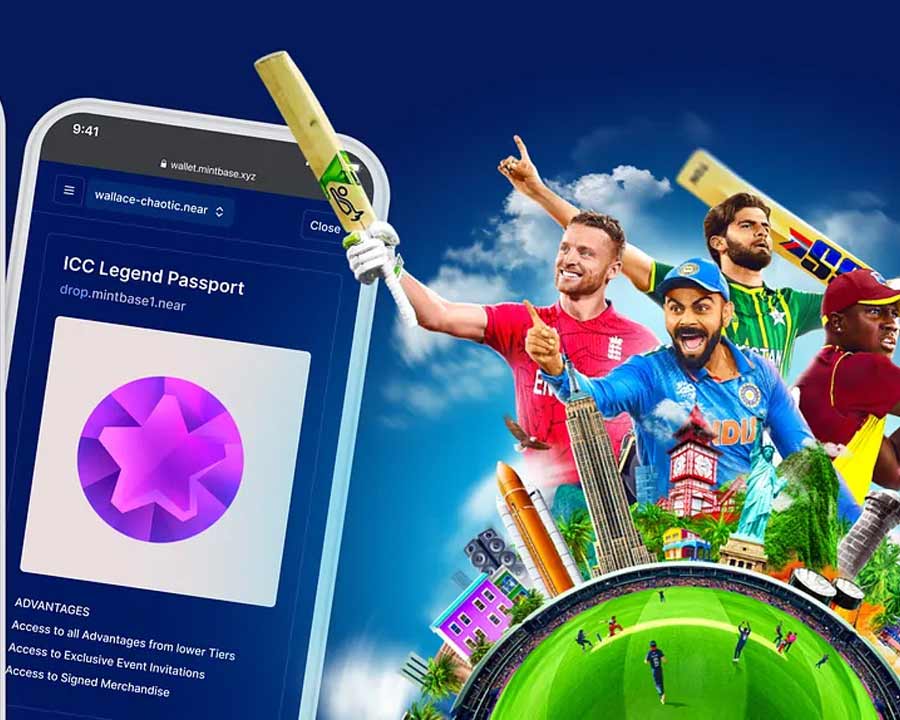 9:41
wallet.mintbase.xyz
wallace-chaotic.near
Close
ICC Legend Passport
drop.mintbase1.near
ADVANTAGES
Access to all Advantages from lower Tiers
Access to Exclusive Event Invitations
Access to Signed Merchandise
INDIA